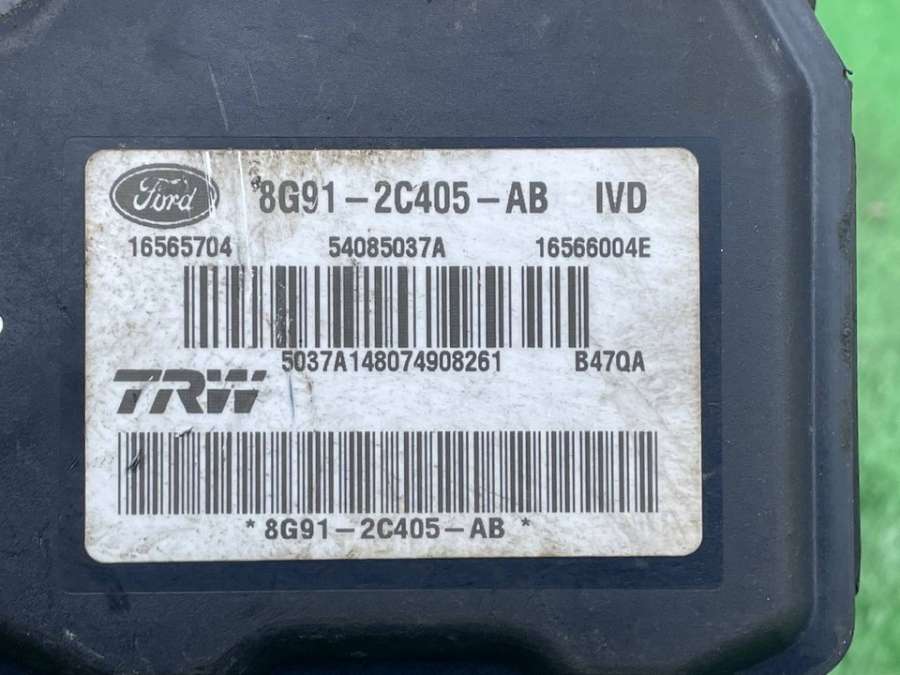 Ford 8G91-2C405-AB IVD
16565704 54085037A 16566004E
5037A148074908261 B47QA
TRW
*8G91-2C405-AB*